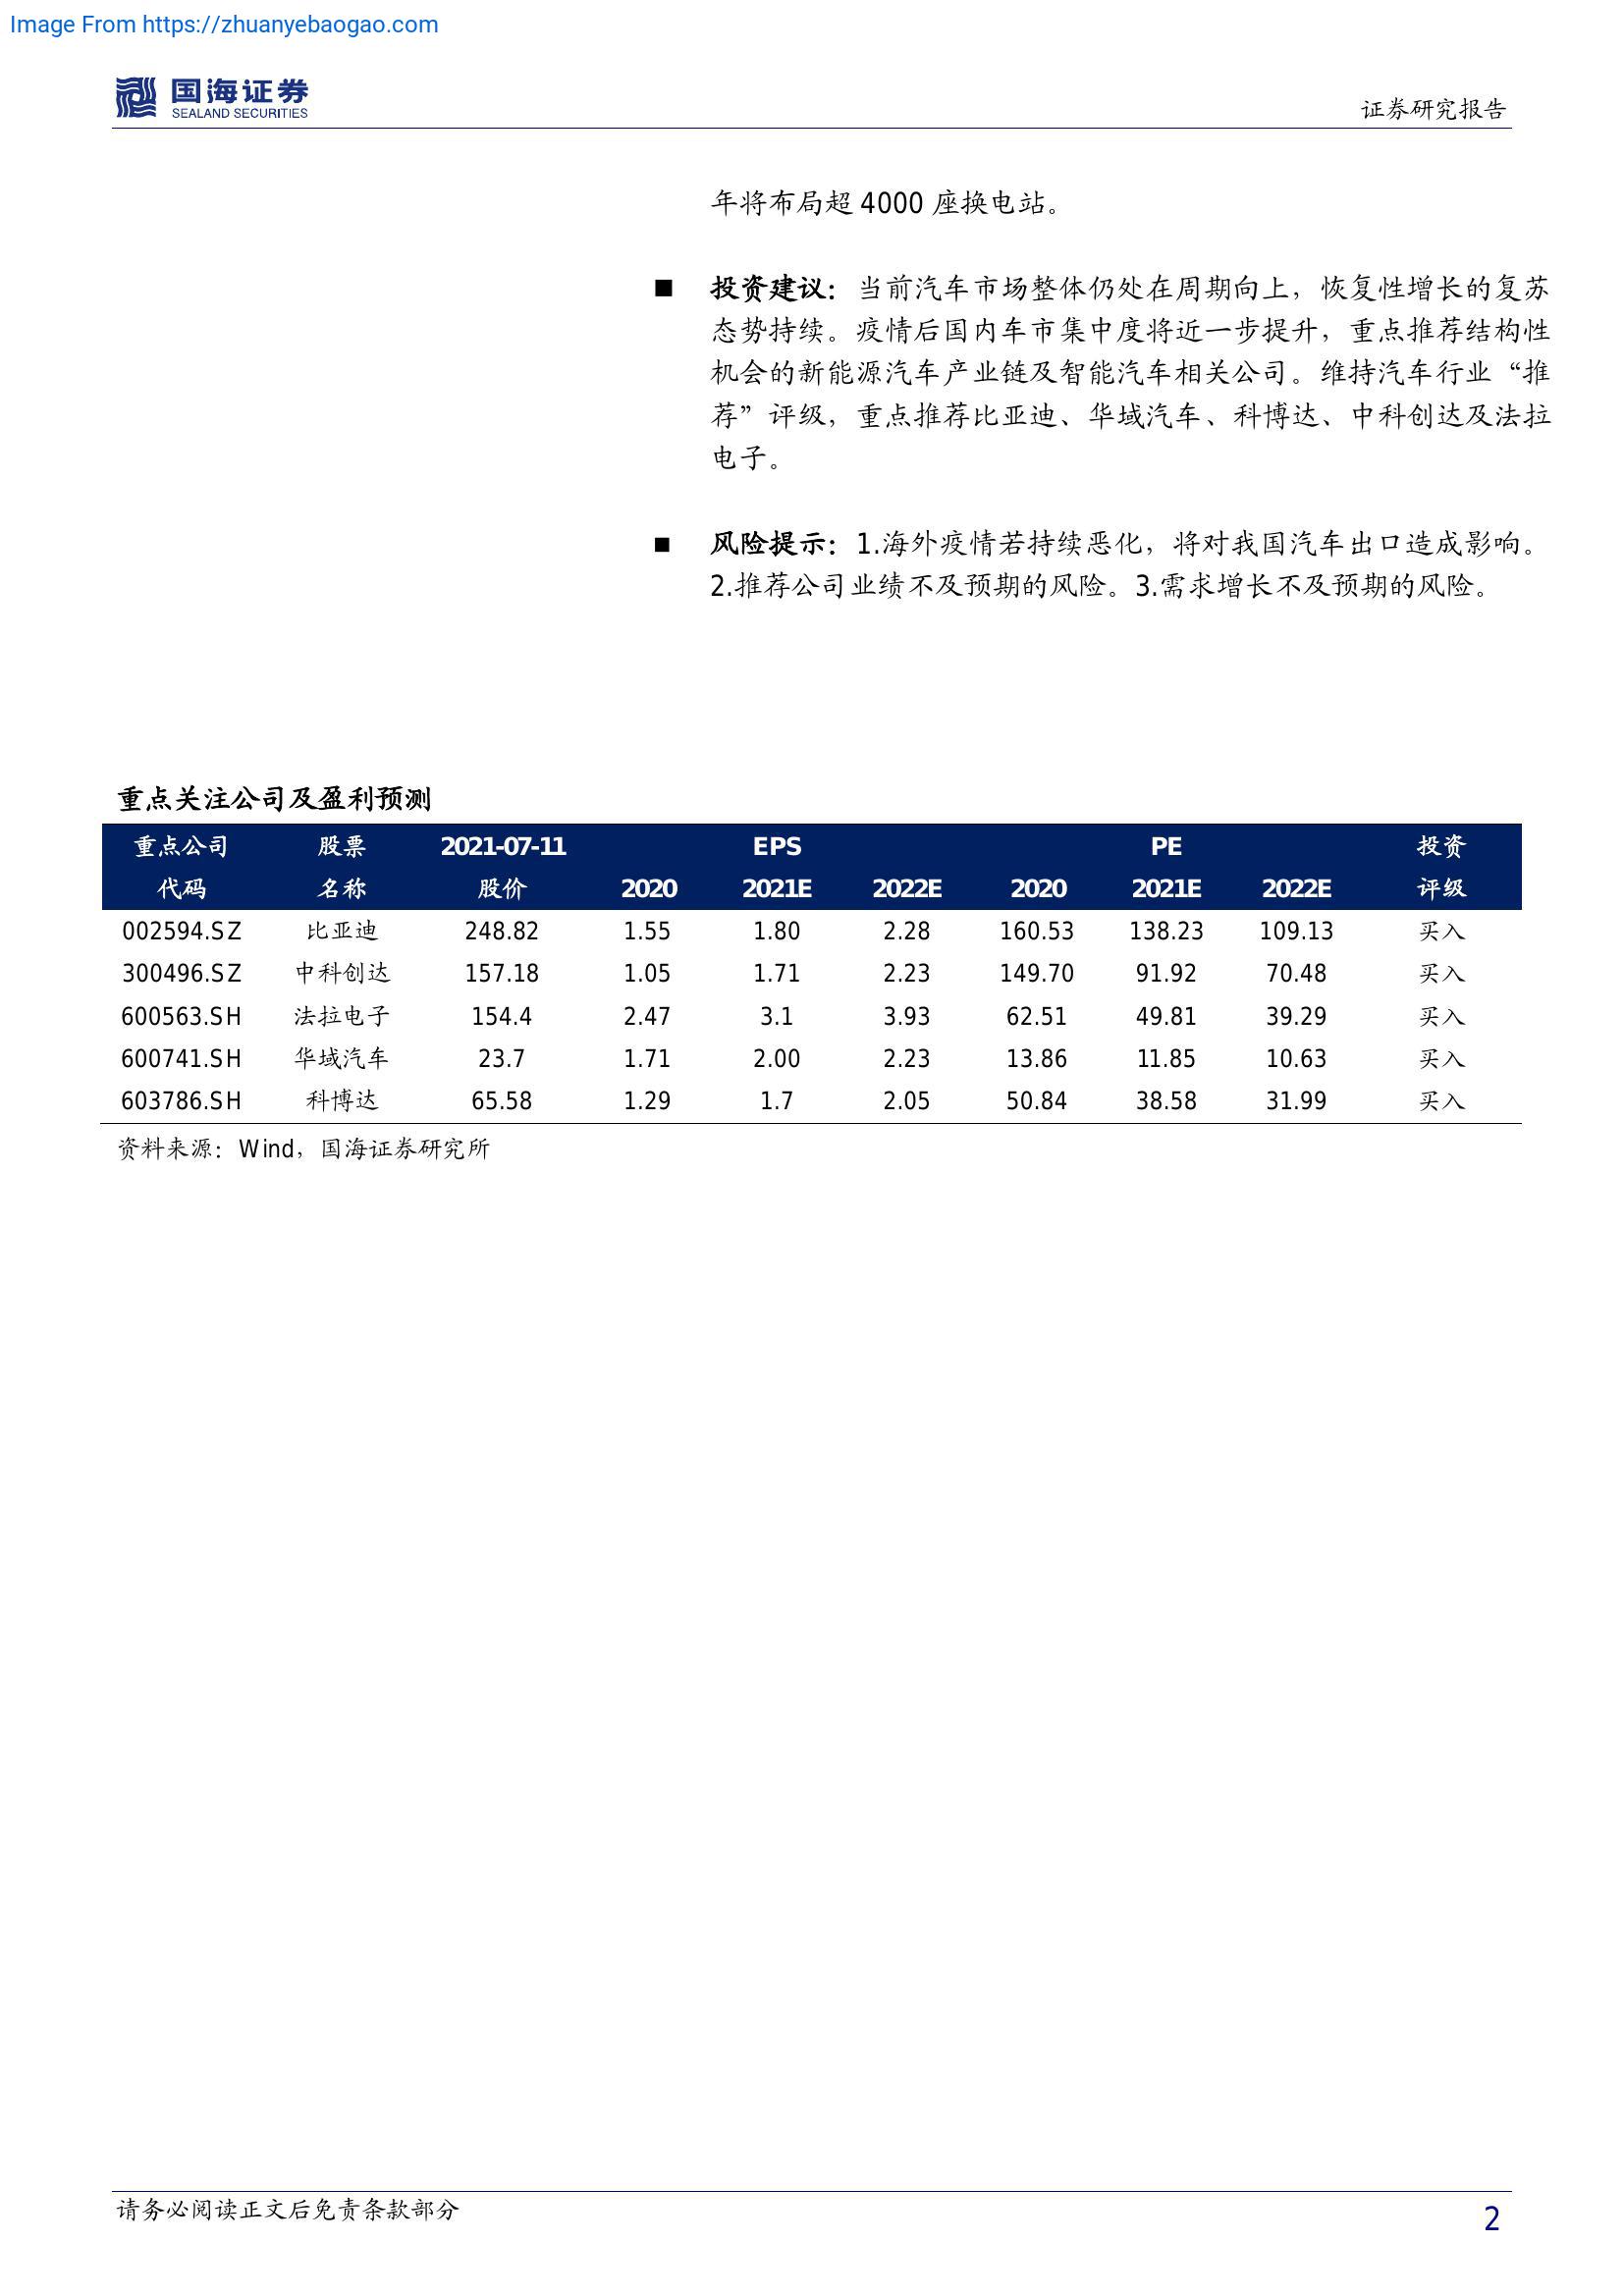 Image From https://zhuanyebaogao.com
国海证券
SEALAND SECURITIES
证券研究报告
年将布局超 4000 座换电站。
■ 投资建议：当前汽车市场整体仍处在周期向上，恢复性增长的复苏
态势持续。疫情后国内车市集中度将近一步提升，重点推荐结构性
机会的新能源汽车产业链及智能汽车相关公司。维持汽车行业“推
荐”评级，重点推荐比亚迪、华域汽车、科博达、中科创达及法拉
电子。
■ 风险提示：1.海外疫情若持续恶化，将对我国汽车出口造成影响。
2.推荐公司业绩不及预期的风险。3.需求增长不及预期的风险。
重点关注公司及盈利预测
重点公司 股票 2021-07-11 EPS PE 投资
代码 名称 股价 2020 2021E 2022E 2020 2021E 2022E 评级
002594.SZ 比亚迪 248.82 1.55 1.80 2.28 160.53 138.23 109.13 买入
300496.SZ 中科创达 157.18 1.05 1.71 2.23 149.70 91.92 70.48 买入
600563.SH 法拉电子 154.4 2.47 3.1 3.93 62.51 49.81 39.29 买入
600741.SH 华域汽车 23.7 1.71 2.00 2.23 13.86 11.85 10.63 买入
603786.SH 科博达 65.58 1.29 1.7 2.05 50.84 38.58 31.99 买入
资料来源：Wind，国海证券研究所
请务必阅读正文后免责条款部分
2